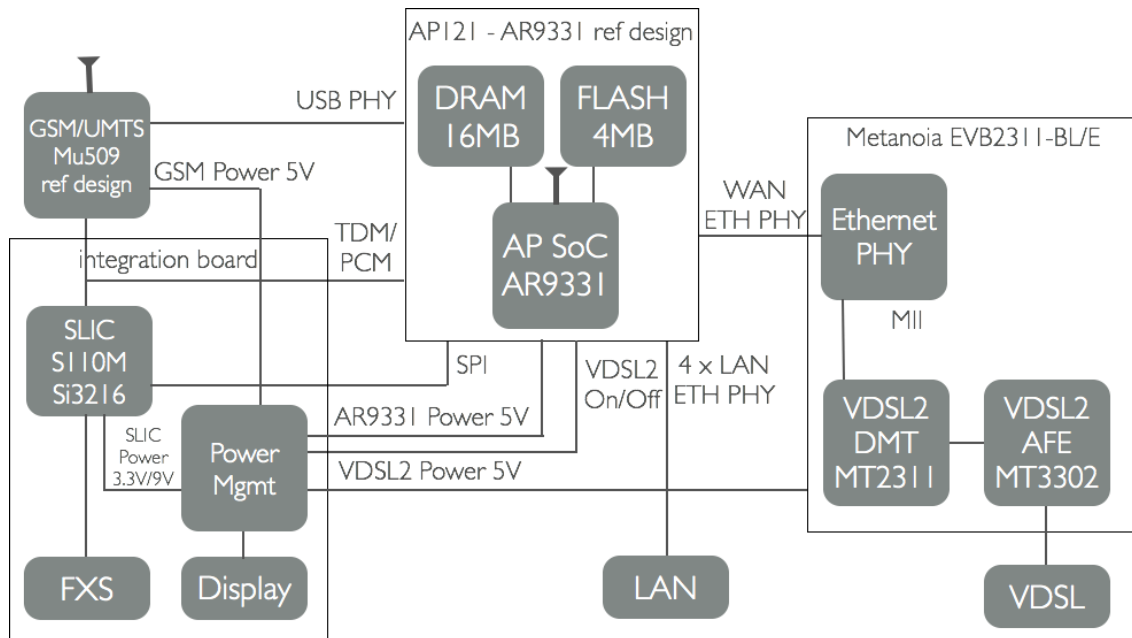 AP121 - AR9331 ref design
DRAM
16MB
FLASH
4MB
AP SoC
AR9331
USB PHY
GSM/UMTS
Mu509
ref design
GSM Power 5V
TDM/
PCM
integration board
SLIC
S110M
Si3216
SPI
SLIC
Power
3.3V/9V
Power
Mgmt
AR9331 Power 5V
VDSL2 Power 5V
VDSL2
On/Off
4 x LAN
ETH PHY
FXS
Display
LAN
WAN
ETH PHY
Metanoia EVB2311-BL/E
Ethernet
PHY
MII
VDSL2
DMT
MT2311
VDSL2
AFE
MT3302
VDSL